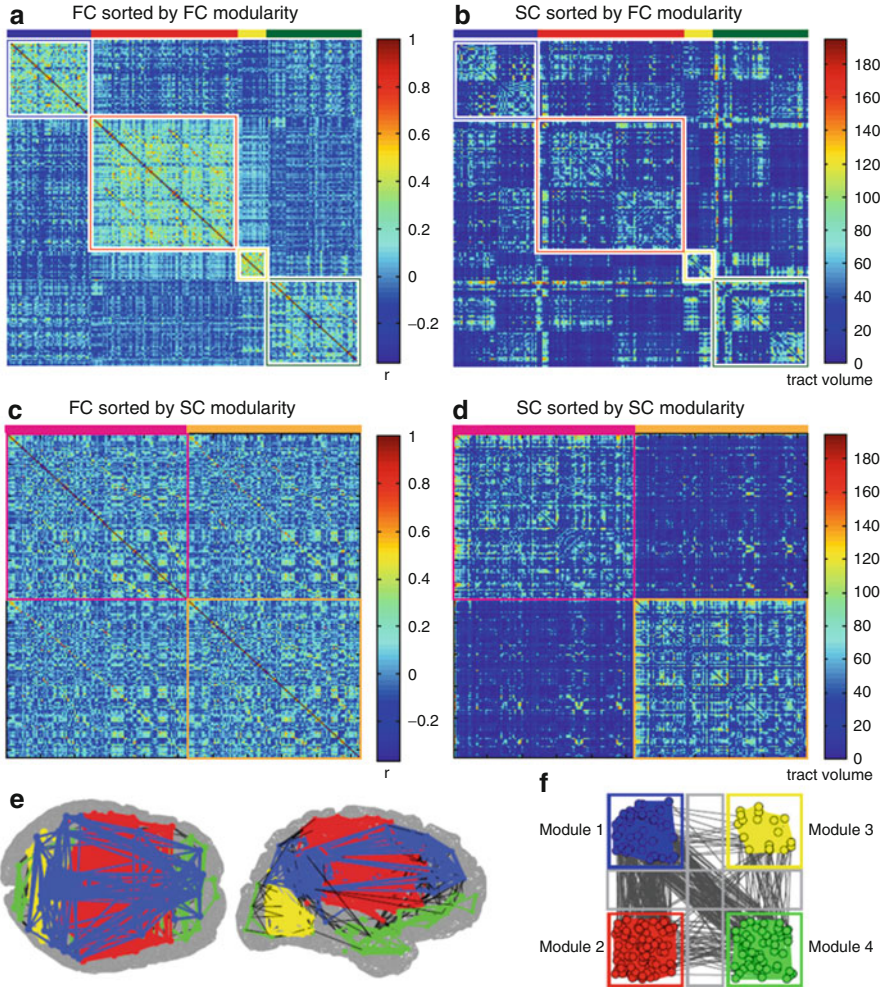 a FC sorted by FC modularity
1
0.8
0.6
0.4
0.2
0
−0.2
r
b SC sorted by FC modularity
180
160
140
120
100
80
60
40
20
0
tract volume
c FC sorted by SC modularity
1
0.8
0.6
0.4
0.2
0
−0.2
r
d SC sorted by SC modularity
180
160
140
120
100
80
60
40
20
0
tract volume
e
f
Module 1
Module 3
Module 2
Module 4